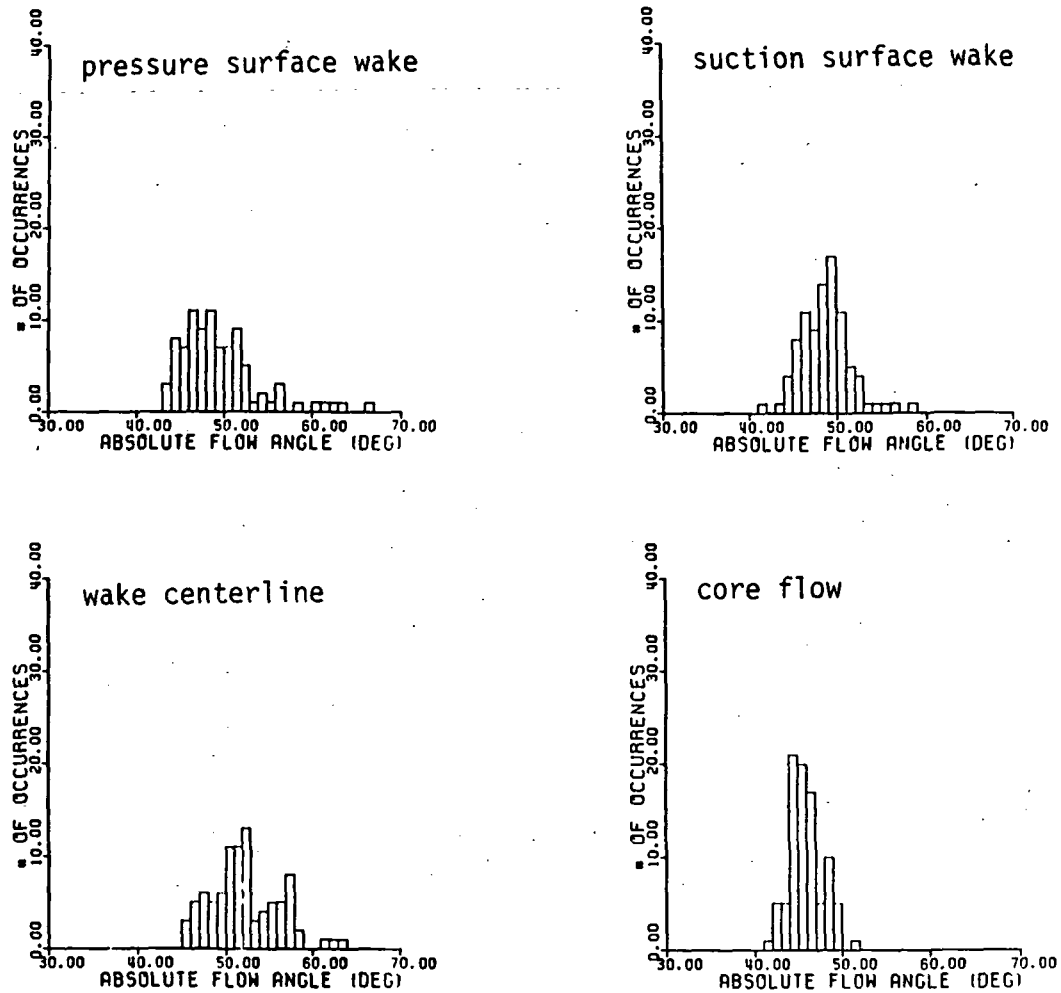 pressure surface wake
40.00
30.00
20.00
10.00
0.00
# OF OCCURRENCES
30.00 40.00 50.00 60.00 70.00
ABSOLUTE FLOW ANGLE (DEG)
suction surface wake
40.00
30.00
20.00
10.00
0.00
# OF OCCURRENCES
30.00 40.00 50.00 60.00 70.00
ABSOLUTE FLOW ANGLE (DEG)
wake centerline
40.00
30.00
20.00
10.00
0.00
# OF OCCURRENCES
30.00 40.00 50.00 60.00 70.00
ABSOLUTE FLOW ANGLE (DEG)
core flow
40.00
30.00
20.00
10.00
0.00
# OF OCCURRENCES
30.00 40.00 50.00 60.00 70.00
ABSOLUTE FLOW ANGLE (DEG)